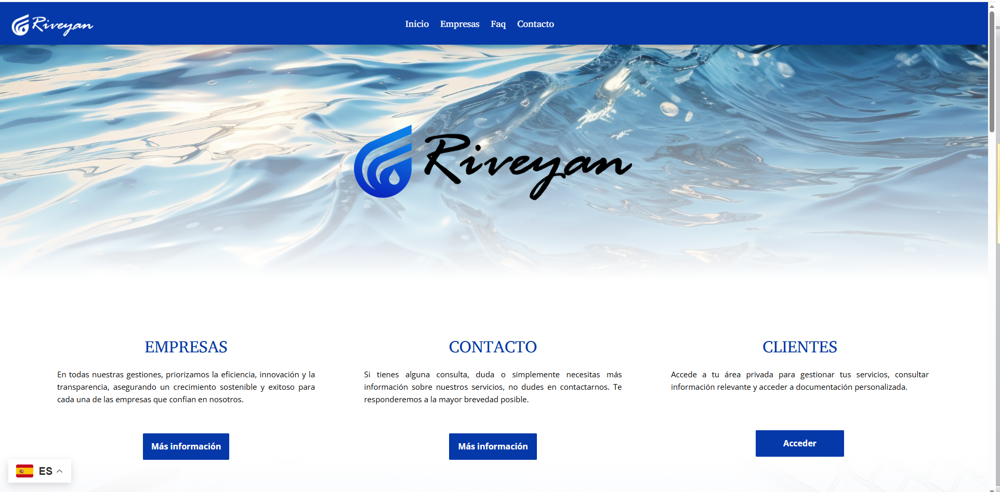 Riveyan
Inicio Empresas Faq Contacto
Riveyan
EMPRESAS
En todas nuestras gestiones, priorizamos la eficiencia, innovación y la
transparencia, asegurando un crecimiento sostenible y exitoso para
cada una de las empresas que confían en nosotros.
Más información
CONTACTO
Si tienes alguna consulta, duda o simplemente necesitas más
información sobre nuestros servicios, no dudes en contactarnos. Te
responderemos a la mayor brevedad posible.
Más información
CLIENTES
Accede a tu área privada para gestionar tus servicios, consultar
información relevante y acceder a documentación personalizada.
Acceder
ES